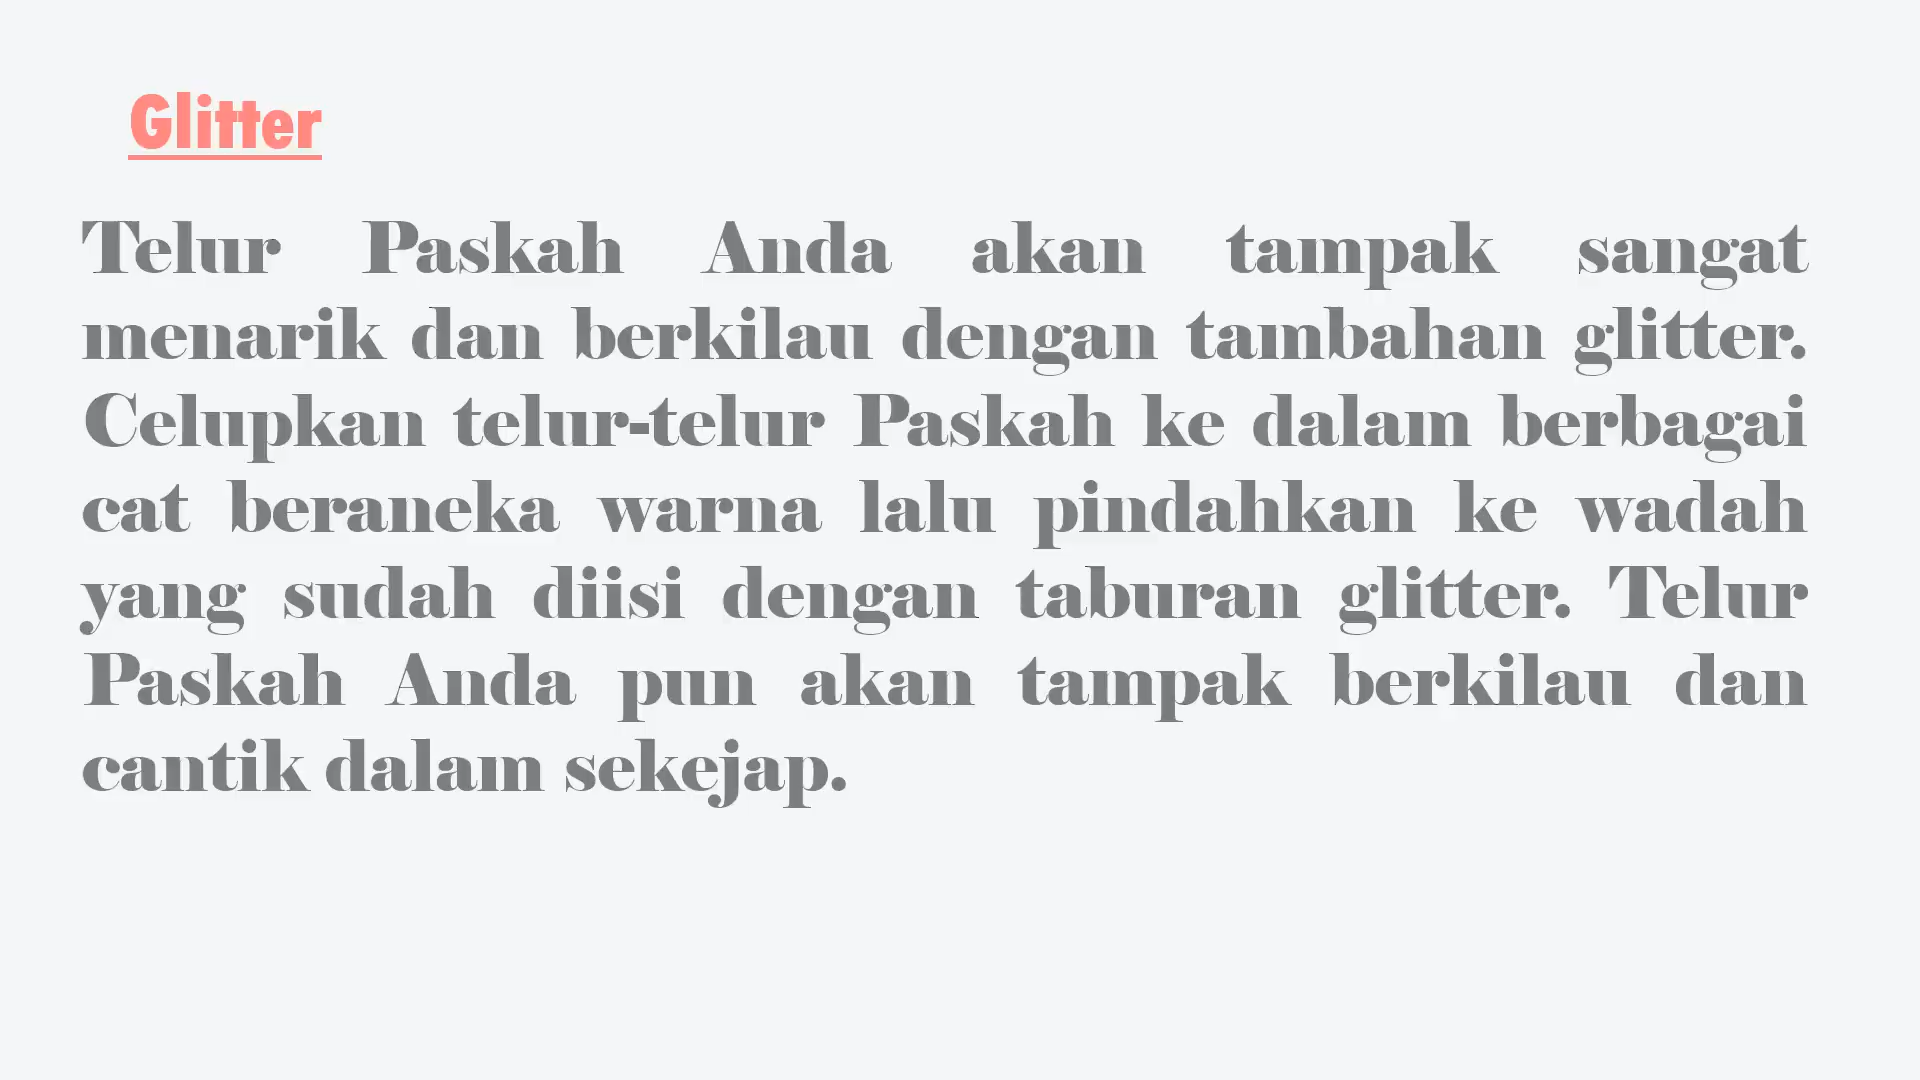 Glitter
Telur Paskah Anda akan tampak sangat
menarik dan berkilau dengan tambahan glitter.
Celupkan telur-telur Paskah ke dalam berbagai
cat beraneka warna lalu pindahkan ke wadah
yang sudah diisi dengan taburan glitter. Telur
Paskah Anda pun akan tampak berkilau dan
cantik dalam sekejap.